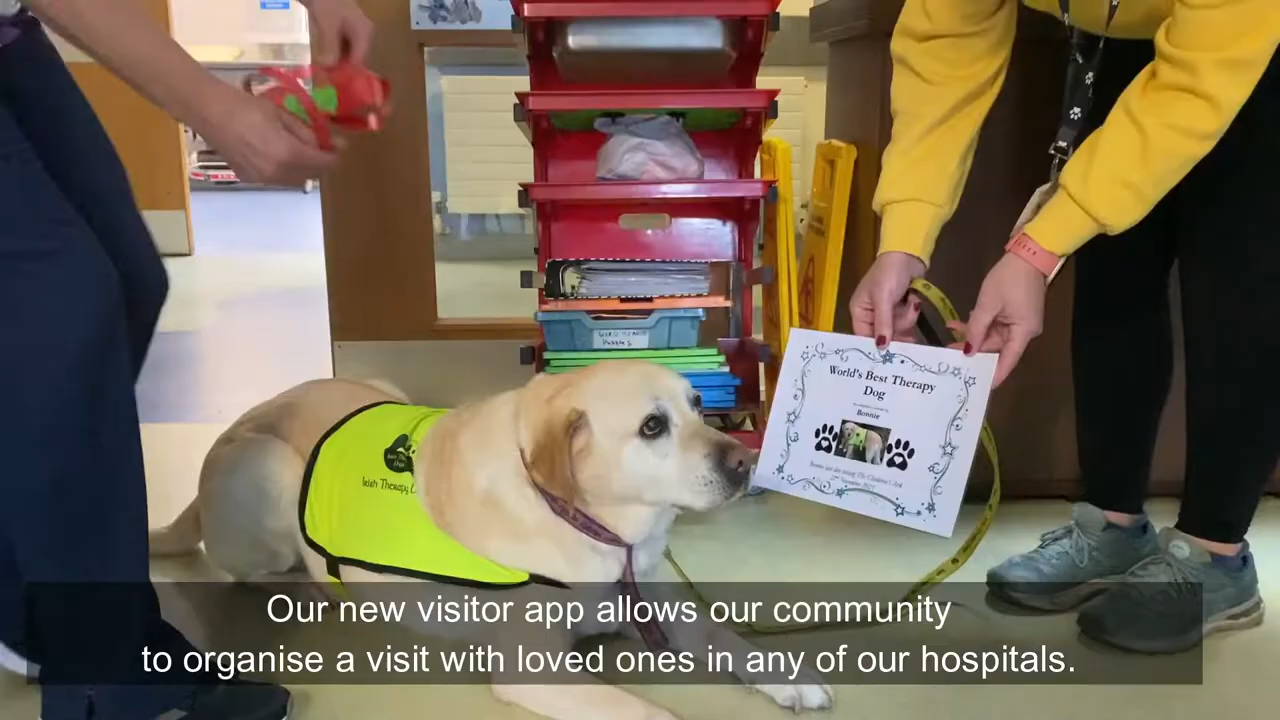 World's Best Therapy
Dog
Bonnie
Irish Therapy
Our new visitor app allows our community
to organise a visit with loved ones in any of our hospitals.